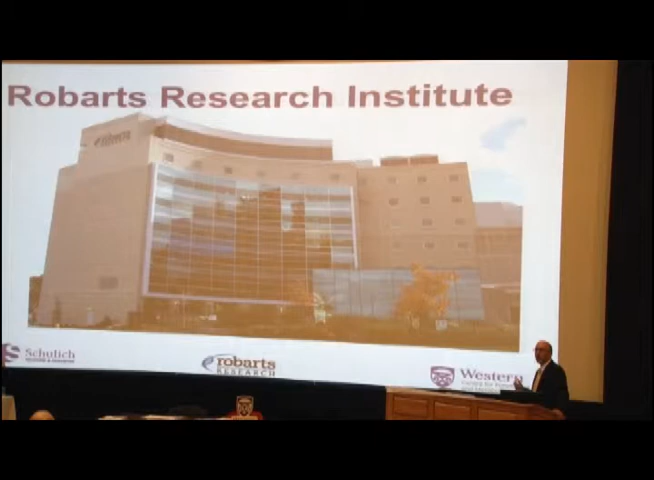 Robarts Research Institute
Schulich
robarts
RESEARCH
Western